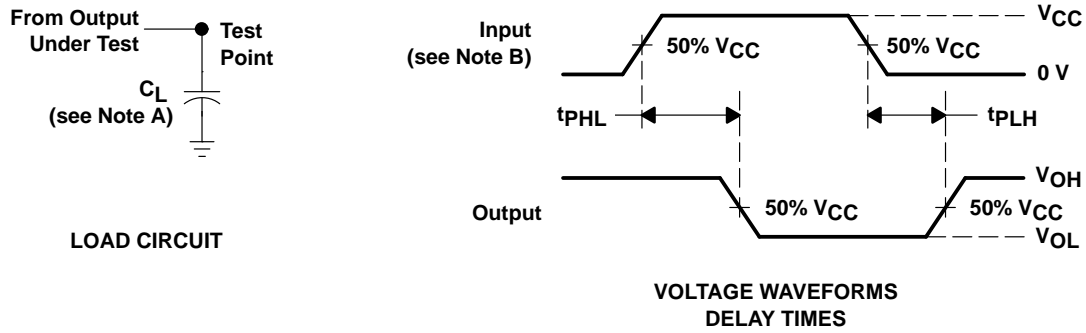 From Output
Under Test
Test
Point
CL
(see Note A)
LOAD CIRCUIT
Input
(see Note B)
50% VCC
50% VCC
VCC
0 V
tPHL
tPLH
Output
50% VCC
50% VCC
VOH
VOL
VOLTAGE WAVEFORMS
DELAY TIMES